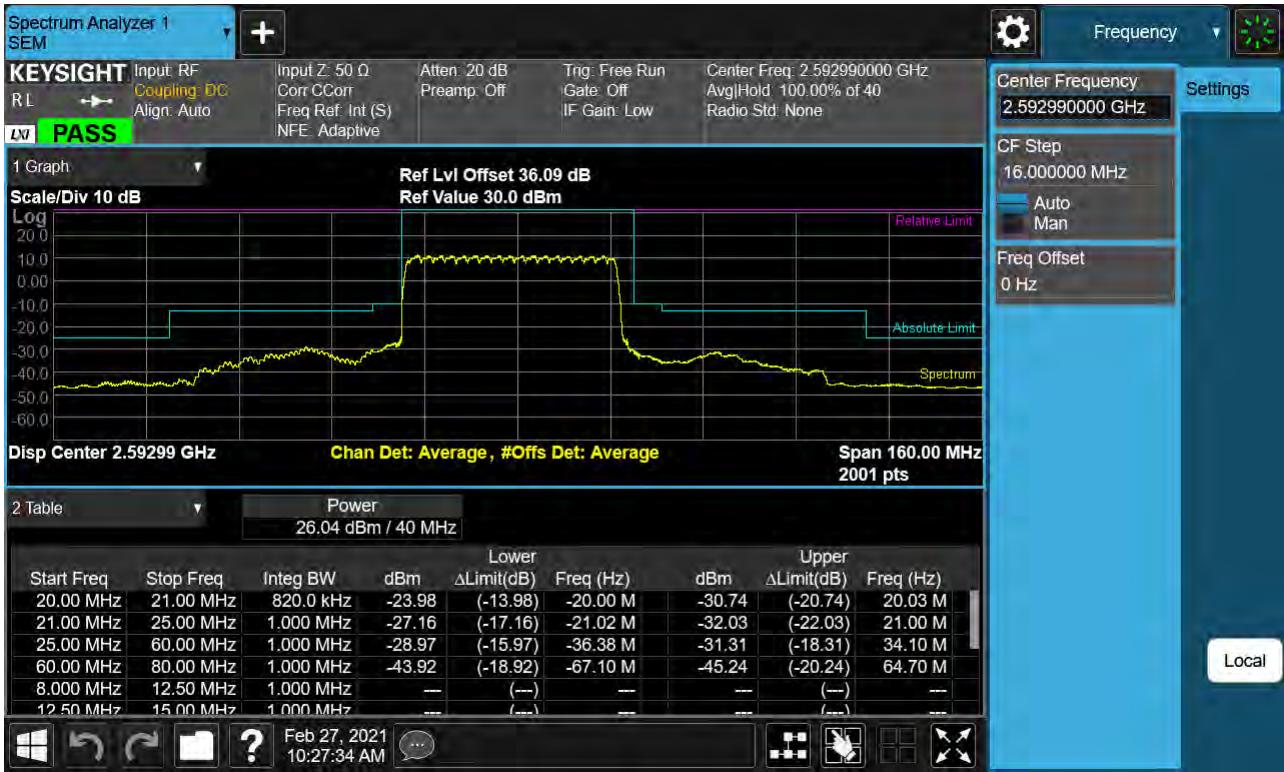 Spectrum Analyzer 1
SEM
+
Frequency
KEYSIGHT
R L
LXI PASS
Input: RF
Coupling: DC
Align: Auto
Input Z: 50 Ω
Corr CCorr
Freq Ref: Int (S)
NFE: Adaptive
Atten: 20 dB
Preamp: Off
Trig: Free Run
Gate: Off
IF Gain: Low
Center Freq: 2.592990000 GHz
Avg|Hold: 100.00% of 40
Radio Std: None
Center Frequency
2.592990000 GHz
Settings
CF Step
16.000000 MHz
Auto
Man
Freq Offset
0 Hz
Local
1 Graph
Scale/Div 10 dB
Ref Lvl Offset 36.09 dB
Ref Value 30.0 dBm
Log
20.0
10.0
0.00
-10.0
-20.0
-30.0
-40.0
-50.0
-60.0
Relative Limit
Absolute Limit
Spectrum
Disp Center 2.59299 GHz
Chan Det: Average, #Offs Det: Average
Span 160.00 MHz
2001 pts
2 Table
Power
26.04 dBm / 40 MHz
Lower Upper
Start Freq Stop Freq Integ BW dBm ΔLimit(dB) Freq (Hz) dBm ΔLimit(dB) Freq (Hz)
20.00 MHz 21.00 MHz 820.0 kHz -23.98 (-13.98) -20.00 M -30.74 (-20.74) 20.03 M
21.00 MHz 25.00 MHz 1.000 MHz -27.16 (-17.16) -21.02 M -32.03 (-22.03) 21.00 M
25.00 MHz 60.00 MHz 1.000 MHz -28.97 (-15.97) -36.38 M -31.31 (-18.31) 34.10 M
60.00 MHz 80.00 MHz 1.000 MHz -43.92 (-18.92) -67.10 M -45.24 (-20.24) 64.70 M
8.000 MHz 12.50 MHz 1.000 MHz --- (---) --- --- (---) ---
12.50 MHz 15.00 MHz 1.000 MHz --- (---) --- --- (---) ---
?
Feb 27, 2021
10:27:34 AM